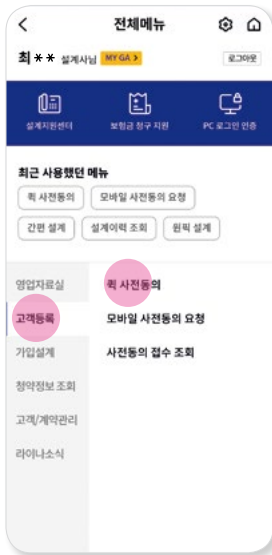 전체메뉴
최** 설계사님 MY GA > 로그아웃
설계지원센터 보험금 청구 지원 PC 로그인 인증
최근 사용했던 메뉴
퀵 사전동의 모바일 사전동의 요청
간편 설계 설계이력 조회 원픽 설계
영업자료실 퀵 사전동의
고객등록 모바일 사전동의 요청
가입설계 사전동의 접수 조회
청약정보 조회
고객/계약관리
라이나소식